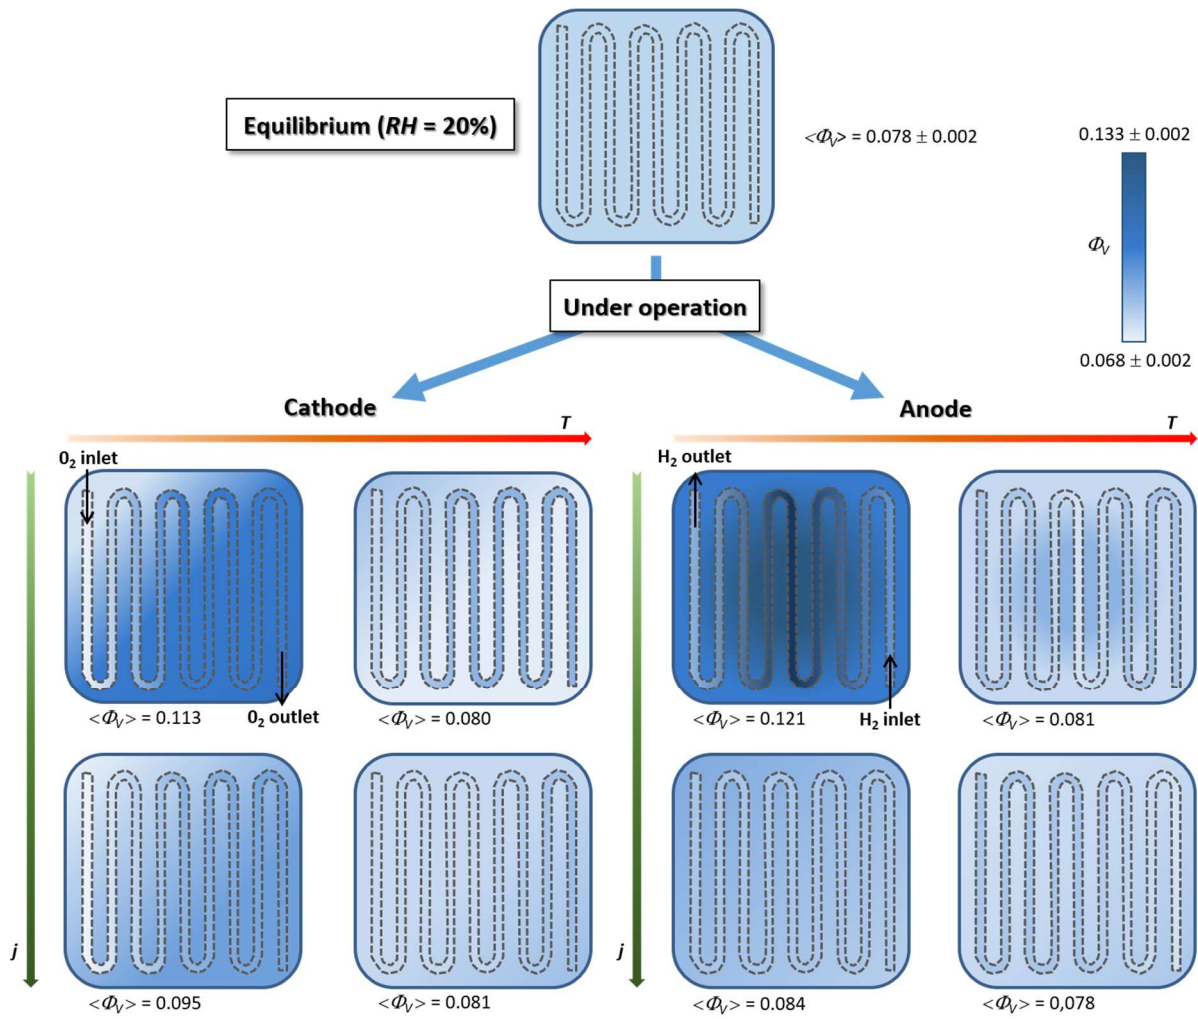 Equilibrium (RH = 20%)
<ΦV> = 0.078 ± 0.002
0.133 ± 0.002
ΦV
0.068 ± 0.002
Under operation
Cathode
Anode
T
T
02 inlet
H2 outlet
<ΦV> = 0.113
02 outlet
<ΦV> = 0.080
<ΦV> = 0.121
H2 inlet
<ΦV> = 0.081
j
j
<ΦV> = 0.095
<ΦV> = 0.081
<ΦV> = 0.084
<ΦV> = 0,078